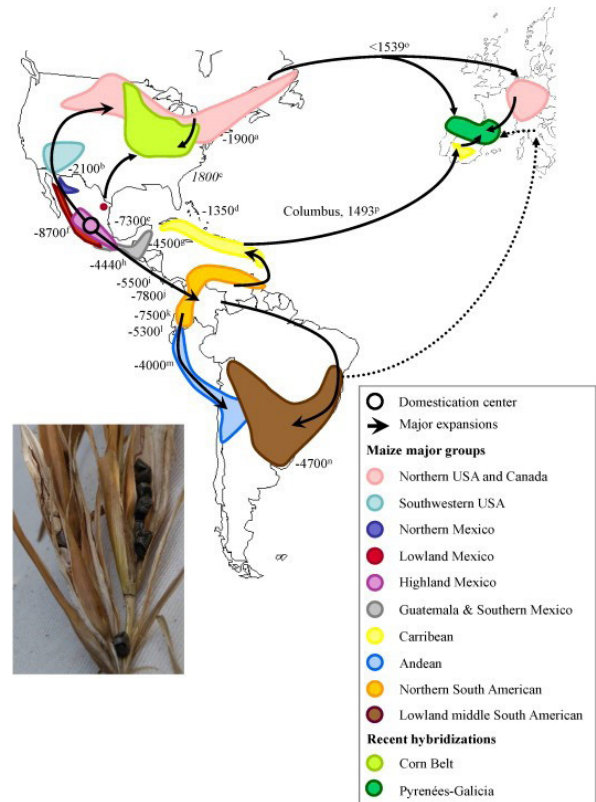 <1539ᵒ
-1900ᵃ
1800ᶜ
-2100ᵇ
-1350ᵈ
Columbus, 1493ᵖ
-7300ᵉ
-8700ᶠ
-4500ᵍ
-4440ʰ
-5500ⁱ
-7800ʲ
-7500ᵏ
-5300ˡ
-4000ᵐ
-4700ⁿ
Domestication center
Major expansions
Maize major groups
Northern USA and Canada
Southwestern USA
Northern Mexico
Lowland Mexico
Highland Mexico
Guatemala & Southern Mexico
Carribean
Andean
Northern South American
Lowland middle South American
Recent hybridizations
Corn Belt
Pyrenées-Galicia